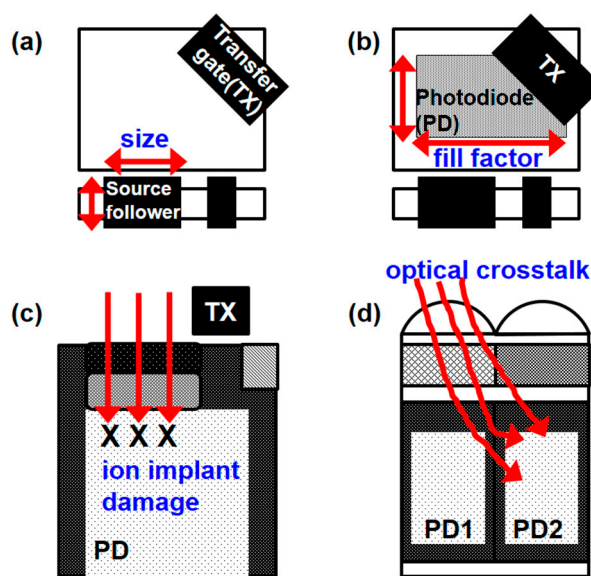 (a)
Transfer
gate(TX)
size
Source
follower
(b)
TX
Photodiode
(PD)
fill factor
(c)
TX
X X X
ion implant
damage
PD
optical crosstalk
(d)
PD1
PD2